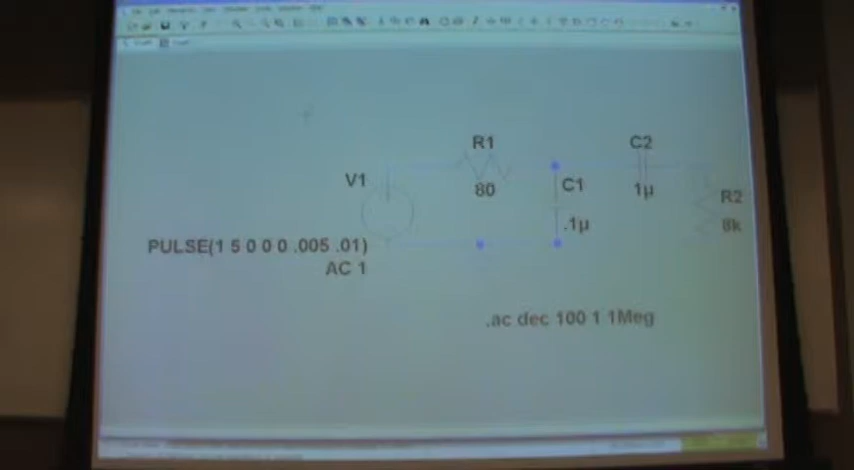 R1
C2
V1
80
C1
1µ
R2
.1µ
8k
PULSE(1 5 0 0 0 .005 .01)
AC 1
.ac dec 100 1 1Meg